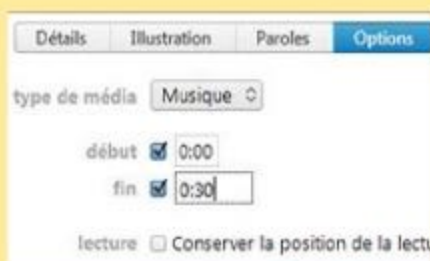 Détails Illustration Paroles Options
type de média Musique
début 0:00
fin 0:30
lecture Conserver la position de la lectu